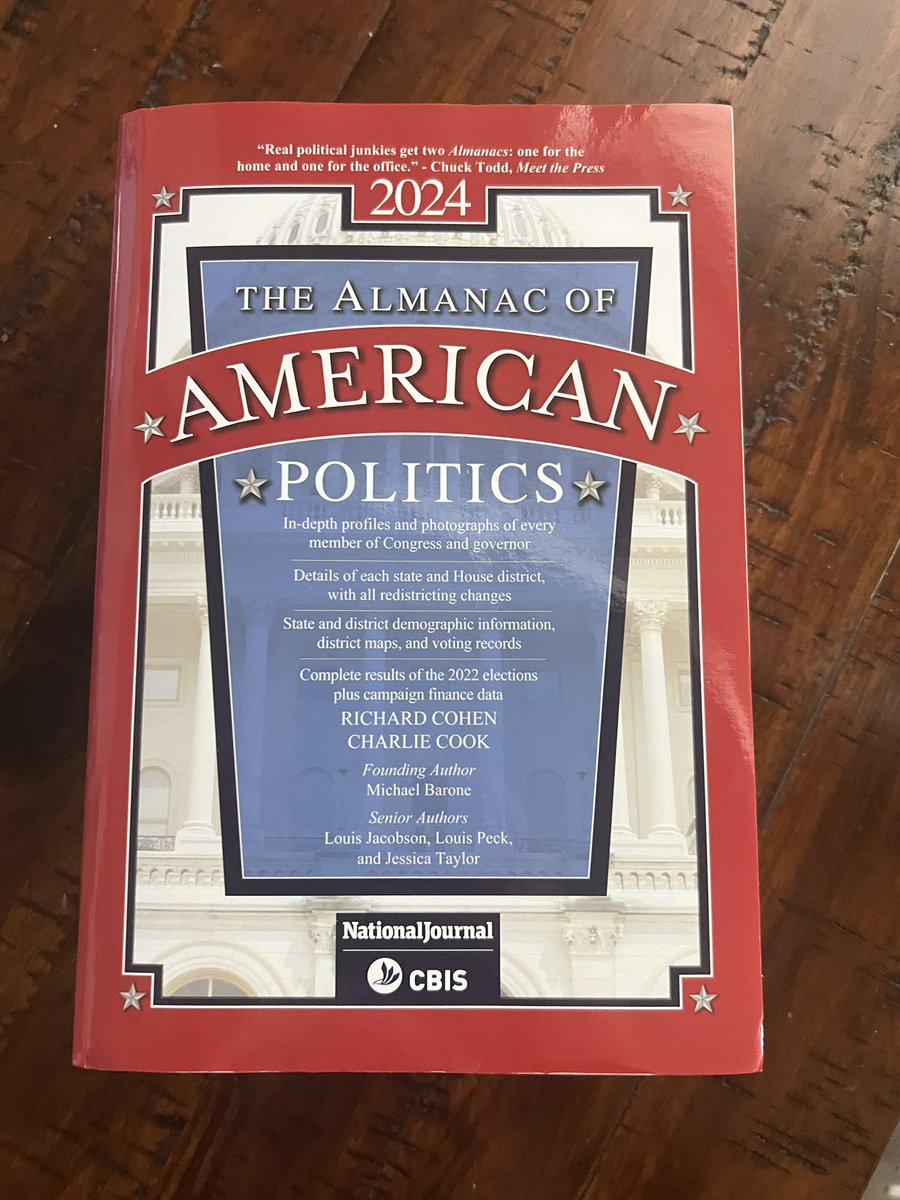 “Real political junkies get two Almanacs: one for the
home and one for the office.” - Chuck Todd, Meet the Press
2024
THE ALMANAC OF
AMERICAN
POLITICS
In-depth profiles and photographs of every
member of Congress and governor
Details of each state and House district,
with all redistricting changes
State and district demographic information,
district maps, and voting records
Complete results of the 2022 elections
plus campaign finance data
RICHARD COHEN
CHARLIE COOK
Founding Author
Michael Barone
Senior Authors
Louis Jacobson, Louis Peck,
and Jessica Taylor
NationalJournal
CBIS